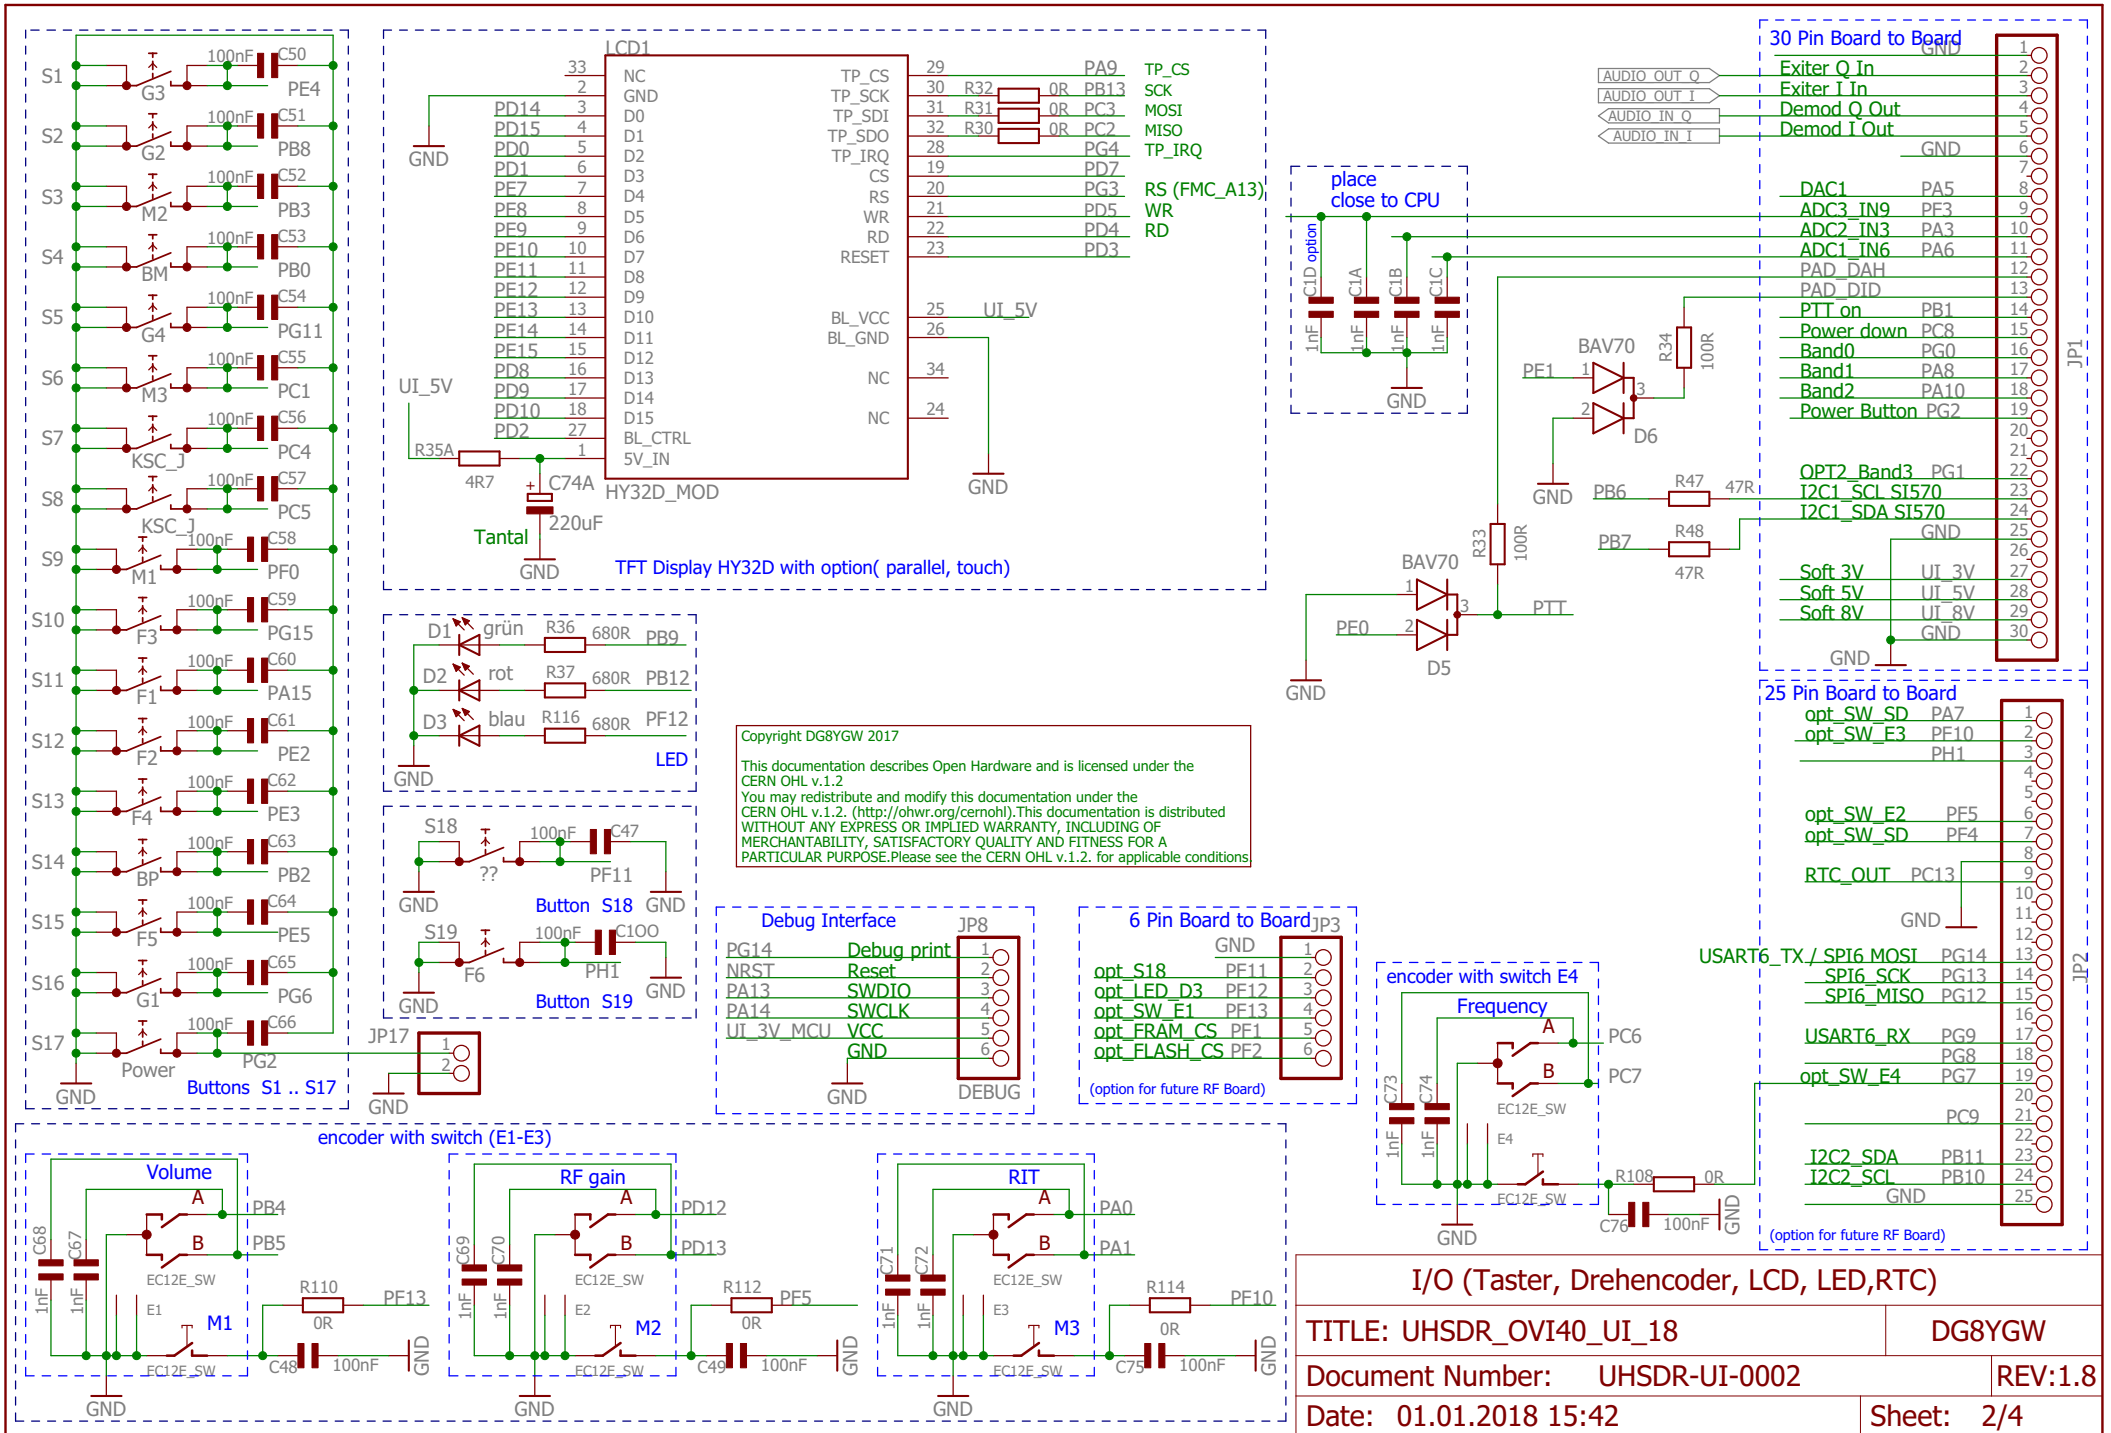 S1 G3 100nF C50 PE4
S2 G2 100nF C51 PB8
S3 M2 100nF C52 PB3
S4 BM 100nF C53 PB0
S5 G4 100nF C54 PG11
S6 M3 100nF C55 PC1
S7 KSC_J 100nF C56 PC4
S8 KSC_J 100nF C57 PC5
S9 M1 100nF C58 PF0
S10 F3 100nF C59 PG15
S11 F1 100nF C60 PA15
S12 F2 100nF C61 PE2
S13 F4 100nF C62 PE3
S14 BP 100nF C63 PB2
S15 F5 100nF C64 PE5
S16 G1 100nF C65 PG6
S17 Power 100nF C66 PG2
GND
Buttons S1 .. S17
JP17
1
2
GND
LCD1
33 NC
2 GND
GND
PD14 3 D0
PD15 4 D1
PD0 5 D2
PD1 6 D3
PE7 7 D4
PE8 8 D5
PE9 9 D6
PE10 10 D7
PE11 11 D8
PE12 12 D9
PE13 13 D10
PE14 14 D11
PE15 15 D12
PD8 16 D13
PD9 17 D14
PD10 18 D15
PD2 27 BL_CTRL
1 5V_IN
UI_5V
R35A
4R7
+ C74A
220uF
Tantal
GND
TP_CS 29 PA9 TP_CS
TP_SCK 30 R32 0R PB13 SCK
TP_SDI 31 R31 0R PC3 MOSI
TP_SDO 32 R30 0R PC2 MISO
TP_IRQ 28 PG4 TP_IRQ
CS 19 PD7
RS 20 PG3 RS (FMC_A13)
WR 21 PD5 WR
RD 22 PD4 RD
RESET 23 PD3
BL_VCC 25 UI_5V
BL_GND 26
NC 34
NC 24
GND
HY32D_MOD
TFT Display HY32D with option( parallel, touch)
D1 grün R36 680R PB9
D2 rot R37 680R PB12
D3 blau R116 680R PF12
GND
LED
S18 ?? 100nF C47 PF11
GND
Button S18
GND
S19 F6 100nF C1OO PH1
GND
Button S19
GND
Copyright DG8YGW 2017
This documentation describes Open Hardware and is licensed under the
CERN OHL v.1.2
You may redistribute and modify this documentation under the
CERN OHL v.1.2. (http://ohwr.org/cernohl).This documentation is distributed
WITHOUT ANY EXPRESS OR IMPLIED WARRANTY, INCLUDING OF
MERCHANTABILITY, SATISFACTORY QUALITY AND FITNESS FOR A
PARTICULAR PURPOSE.Please see the CERN OHL v.1.2. for applicable conditions
Debug Interface JP8
PG14 Debug print 1
NRST Reset 2
PA13 SWDIO 3
PA14 SWCLK 4
UI_3V_MCU VCC 5
GND 6
GND
DEBUG
6 Pin Board to Board JP3
GND 1
opt_S18 PF11 2
opt_LED_D3 PF12 3
opt_SW_E1 PF13 4
opt_FRAM_CS PF1 5
opt_FLASH_CS PF2 6
(option for future RF Board)
place
close to CPU
C1D option 1nF
C1A 1nF
C1B 1nF
C1C 1nF
GND
BAV70
PE1 1
2
3
D6
GND
R34
100R
R33
100R
BAV70
1
PE0 2
3
D5
PTT
GND
PB6 R47 47R
PB7 R48
47R
30 Pin Board to Board
GND 1
AUDIO_OUT_Q Exiter Q In 2
AUDIO_OUT_I Exiter I In 3
AUDIO_IN_Q Demod Q Out 4
AUDIO_IN_I Demod I Out 5
GND 6
7
DAC1 PA5 8
ADC3_IN9 PF3 9
ADC2_IN3 PA3 10
ADC1_IN6 PA6 11
PAD_DAH 12
PAD_DID 13
PTT on PB1 14
Power down PC8 15
Band0 PG0 16
Band1 PA8 17
Band2 PA10 18
Power Button PG2 19
20
21
OPT2_Band3 PG1 22
I2C1_SCL SI570 23
I2C1_SDA SI570 24
GND 25
26
Soft 3V UI_3V 27
Soft 5V UI_5V 28
Soft 8V UI_8V 29
GND 30
GND
JP1
25 Pin Board to Board
opt_SW_SD PA7 1
opt_SW_E3 PF10 2
PH1 3
4
5
opt_SW_E2 PF5 6
opt_SW_SD PF4 7
8
RTC_OUT PC13 9
10
GND 11
12
USART6_TX / SPI6 MOSI PG14 13
SPI6_SCK PG13 14
SPI6_MISO PG12 15
16
USART6_RX PG9 17
PG8 18
opt_SW_E4 PG7 19
20
PC9 21
22
I2C2_SDA PB11 23
I2C2_SCL PB10 24
GND 25
JP2
(option for future RF Board)
encoder with switch E4
Frequency
A PC6
B PC7
EC12E_SW
C73 1nF
C74 1nF
E4
EC12E_SW
GND
R108 0R
C76 100nF GND
encoder with switch (E1-E3)
Volume
A PB4
B PB5
EC12E_SW
C68 1nF
C67 1nF
E1
M1
EC12E_SW
GND
R110 PF13
0R
C48 100nF GND
RF gain
A PD12
B PD13
EC12E_SW
C69 1nF
C70 1nF
E2
M2
EC12E_SW
GND
R112 PF5
0R
C49 100nF GND
RIT
A PA0
B PA1
EC12E_SW
C71 1nF
C72 1nF
E3
M3
EC12E_SW
GND
R114 PF10
0R
C75 100nF GND
I/O (Taster, Drehencoder, LCD, LED,RTC)
TITLE: UHSDR_OVI40_UI_18 DG8YGW
Document Number: UHSDR-UI-0002 REV:1.8
Date: 01.01.2018 15:42 Sheet: 2/4